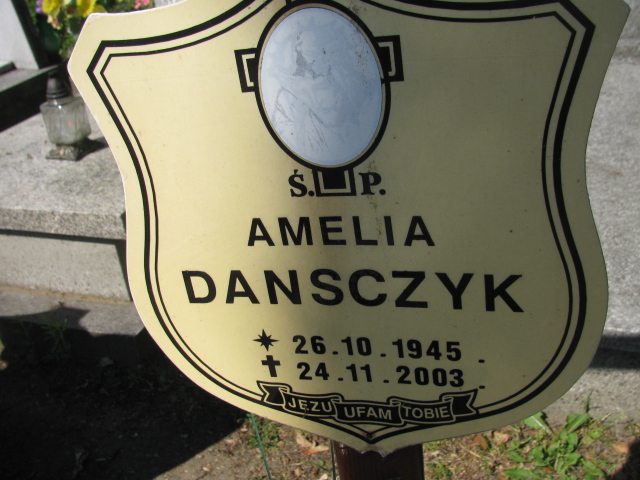 Ś. P.
AMELIA
DANSCZYK
26.10.1945.
24.11.2003.
JEZU UFAM TOBIE